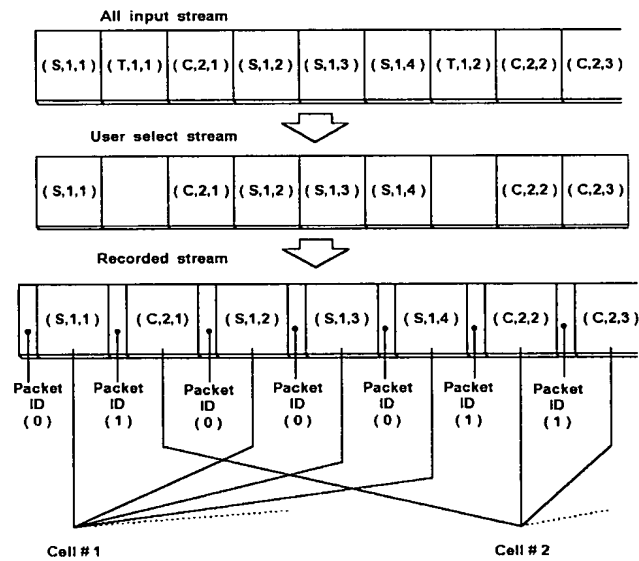 All input stream
( S,1,1 ) ( T,1,1 ) ( C,2,1 ) ( S,1,2 ) ( S,1,3 ) ( S,1,4 ) ( T,1,2 ) ( C,2,2 ) ( C,2,3 )
User select stream
( S,1,1 ) ( C,2,1 ) ( S,1,2 ) ( S,1,3 ) ( S,1,4 ) ( C,2,2 ) ( C,2,3 )
Recorded stream
( S,1,1 ) ( C,2,1 ) ( S,1,2 ) ( S,1,3 ) ( S,1,4 ) ( C,2,2 ) ( C,2,3 )
Packet Packet Packet Packet Packet Packet Packet
ID ID ID ID ID ID ID
( 0 ) ( 1 ) ( 0 ) ( 0 ) ( 0 ) ( 1 ) ( 1 )
Cell # 1 Cell # 2